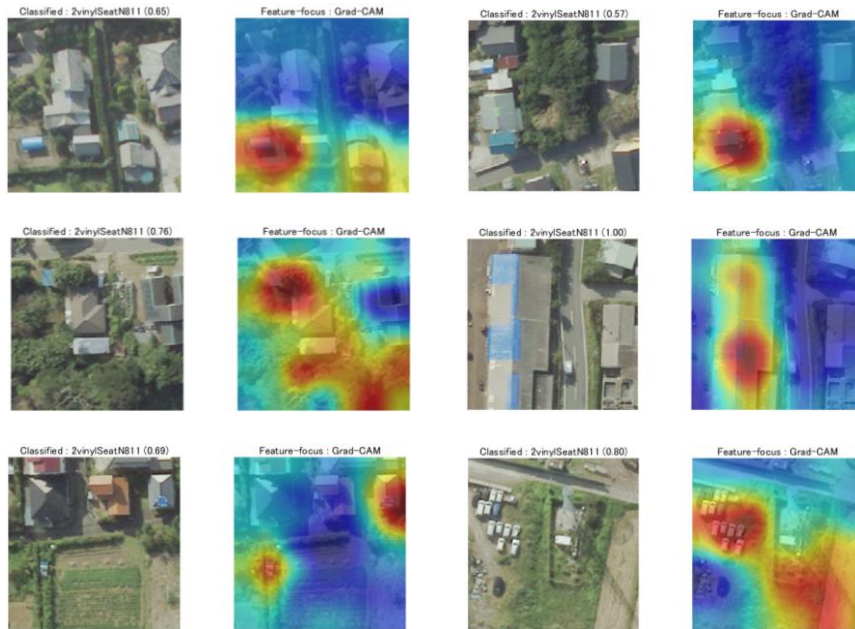 Classified : 2vinylSeatN811 (0.65)
Feature-focus : Grad-CAM
Classified : 2vinylSeatN811 (0.57)
Feature-focus : Grad-CAM
Classified : 2vinylSeatN811 (0.76)
Feature-focus : Grad-CAM
Classified : 2vinylSeatN811 (1.00)
Feature-focus : Grad-CAM
Classified : 2vinylSeatN811 (0.69)
Feature-focus : Grad-CAM
Classified : 2vinylSeatN811 (0.80)
Feature-focus : Grad-CAM